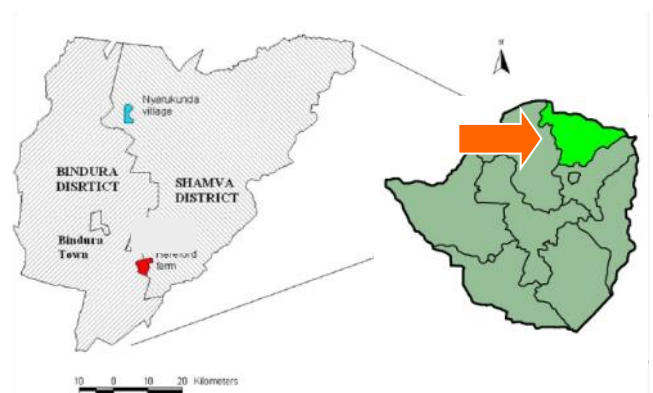 Nyarukunda
village
BINDURA
DISRTICT
SHAMVA
DISTRICT
Bindura
Town
farm
10 0 10 20 Kilometers
N